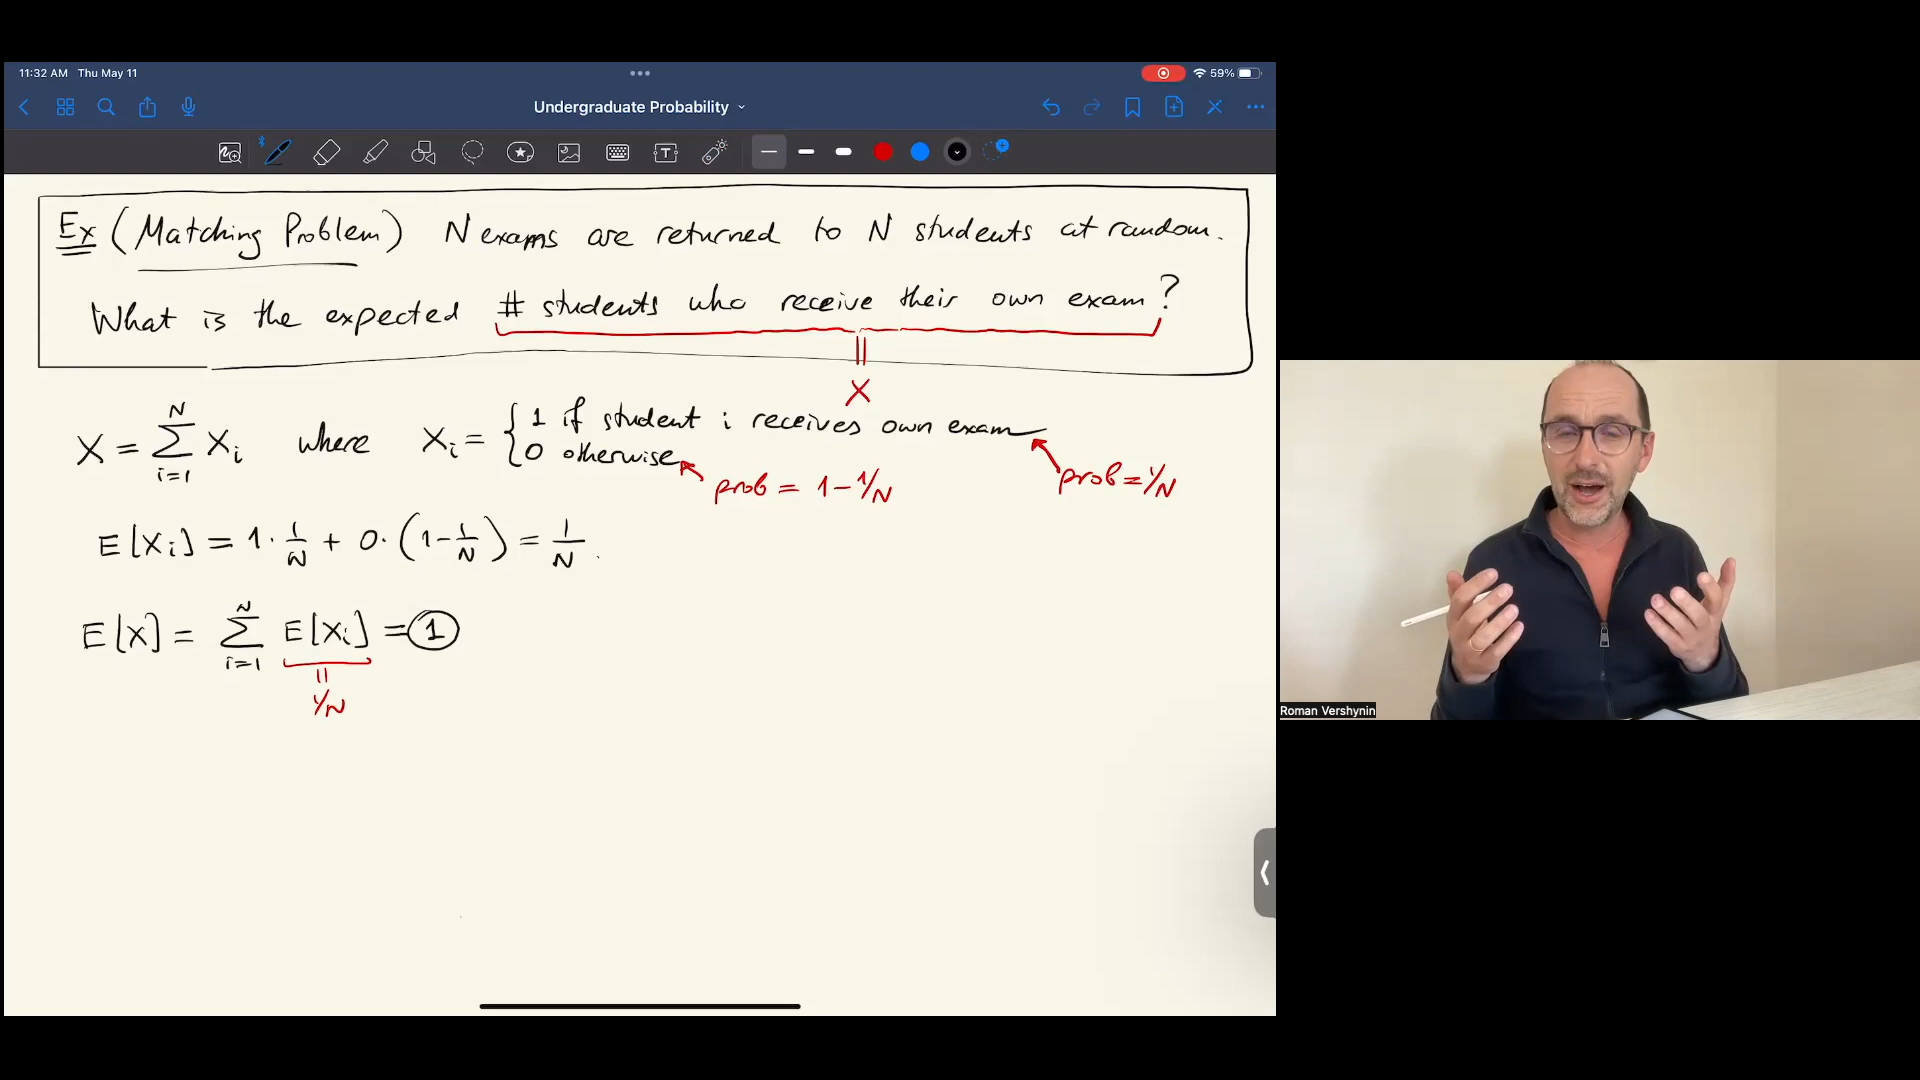 11:32 AM Thu May 11
59%
Undergraduate Probability
T
Ex (Matching Problem) N exams are returned to N students at random.
What is the expected # students who receive their own exam?
=
X
X = ∑_{i=1}^{N} X_i where X_i = { 1 if student i receives own exam
0 otherwise
prob = 1 - 1/N
prob = 1/N
E[X_i] = 1 · 1/N + 0 · (1 - 1/N) = 1/N.
E[X] = ∑_{i=1}^{N} E[X_i] = 1
=
1/N
Roman Vershynin